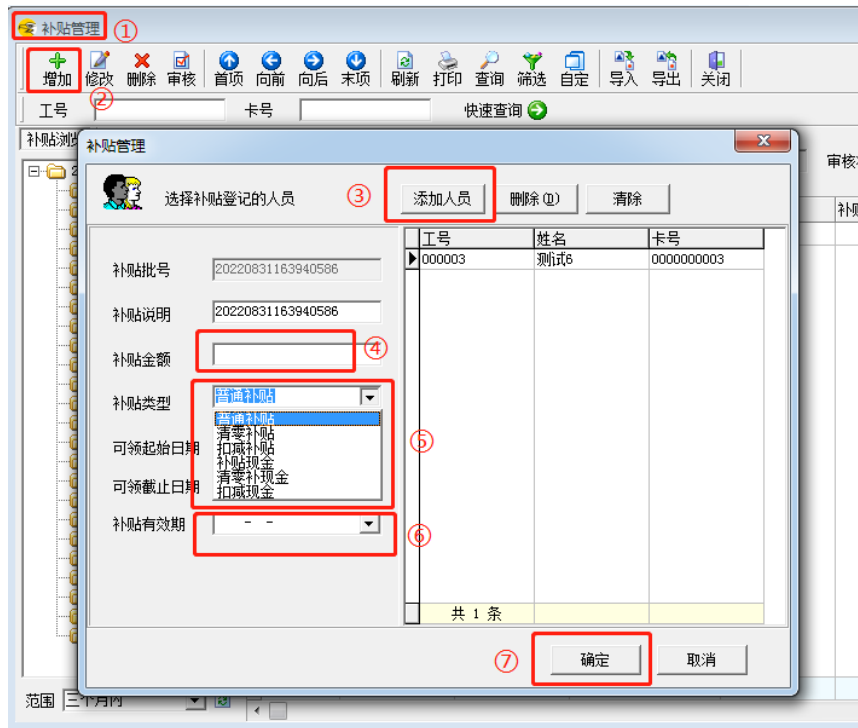 补贴管理 ①
增加 修改 删除 审核 首项 向前 向后 末项 刷新 打印 查询 筛选 自定 导入 导出 关闭
②
工号 卡号 快速查询
补贴浏
审核
补贴管理 x
选择补贴登记的人员 ③ 添加人员 删除(D) 清除
工号 姓名 卡号
000003 测试6 0000000003
补贴批号 20220831163940586
补贴说明 20220831163940586
补贴金额 ④
补贴类型 普通补贴
普通补贴
清零补贴
扣减补贴
补贴现金
清零补现金
扣减现金
⑤
可领起始日期
可领截止日期
补贴有效期 - - ⑥
共 1 条
⑦ 确定 取消
范围 三个月内